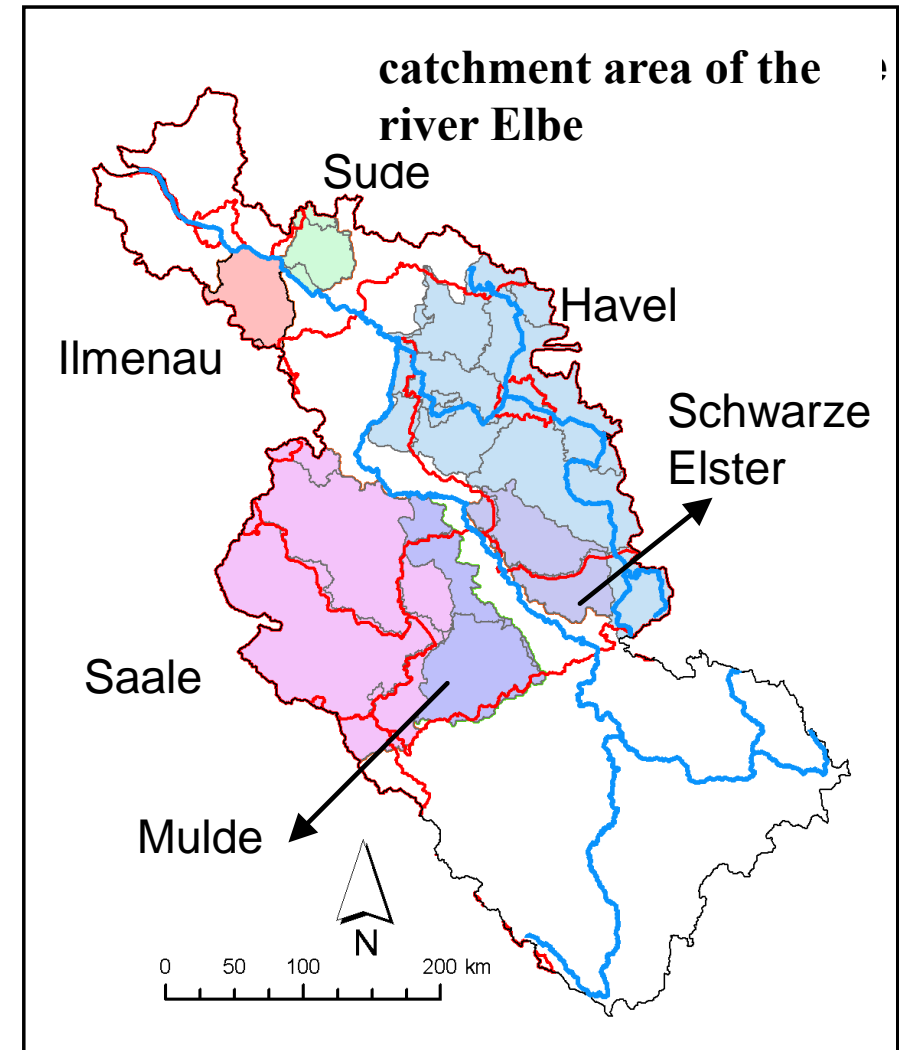 catchment area of the
river Elbe
Sude
Havel
Ilmenau
Schwarze
Elster
Saale
Mulde
N
0 50 100 200 km